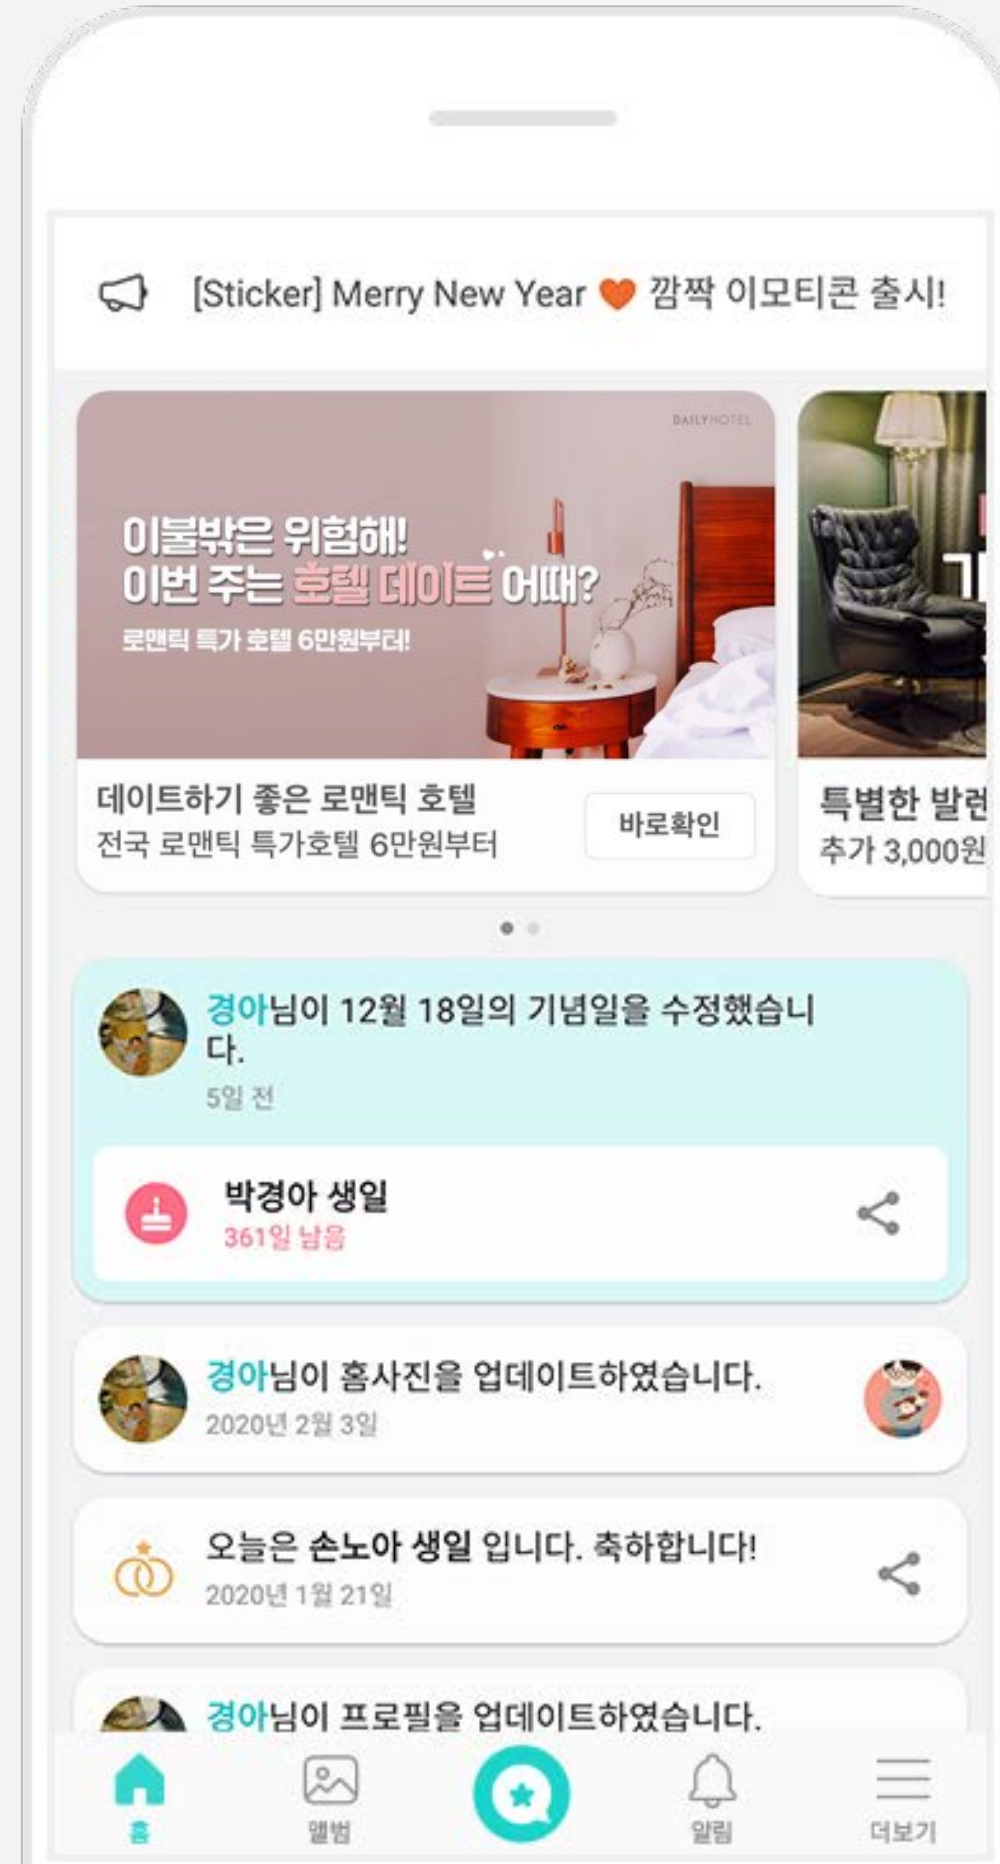 [Sticker] Merry New Year 🧡 깜짝 이모티콘 출시!
DAILYHOTEL
이불밖은 위험해!
이번 주는 호텔 데이트 어때?
로맨틱 특가 호텔 6만원부터!
데이트하기 좋은 로맨틱 호텔
전국 로맨틱 특가호텔 6만원부터
바로확인
특별한 발렌
추가 3,000원
경아님이 12월 18일의 기념일을 수정했습니
다.
5일 전
박경아 생일
361일 남음
경아님이 홈사진을 업데이트하였습니다.
2020년 2월 3일
오늘은 손노아 생일 입니다. 축하합니다!
2020년 1월 21일
경아님이 프로필을 업데이트하였습니다.
홈
앨범
알림
더보기